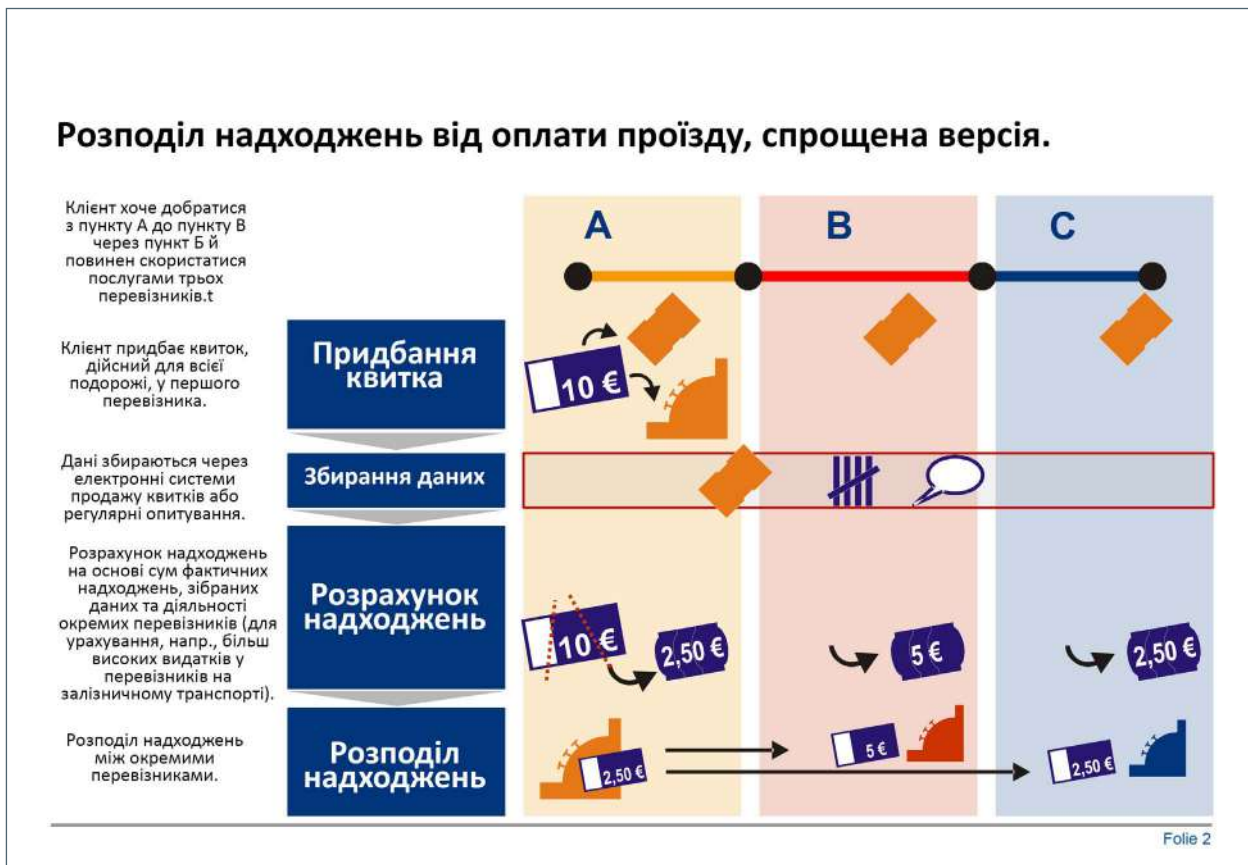 Розподіл надходжень від оплати проїзду, спрощена версія.
Клієнт хоче добратися
з пункту А до пункту В
через пункт Б й
повинен скористатися
послугами трьох
перевізників.t
A
B
C
Клієнт придбає квиток,
дійсний для всієї
подорожі, у першого
перевізника.
Придбання
квитка
10 €
Дані збираються через
електронні системи
продажу квитків або
регулярні опитування.
Збирання даних
Розрахунок надходжень
на основі сум фактичних
надходжень, зібраних
даних та діяльності
окремих перевізників (для
урахування, напр., більш
високих видатків у
перевізників на
залізничному транспорті).
Розрахунок
надходжень
10 €
2,50 €
5 €
2,50 €
Розподіл надходжень
між окремими
перевізниками.
Розподіл
надходжень
2,50 €
5 €
2,50 €
Folie 2